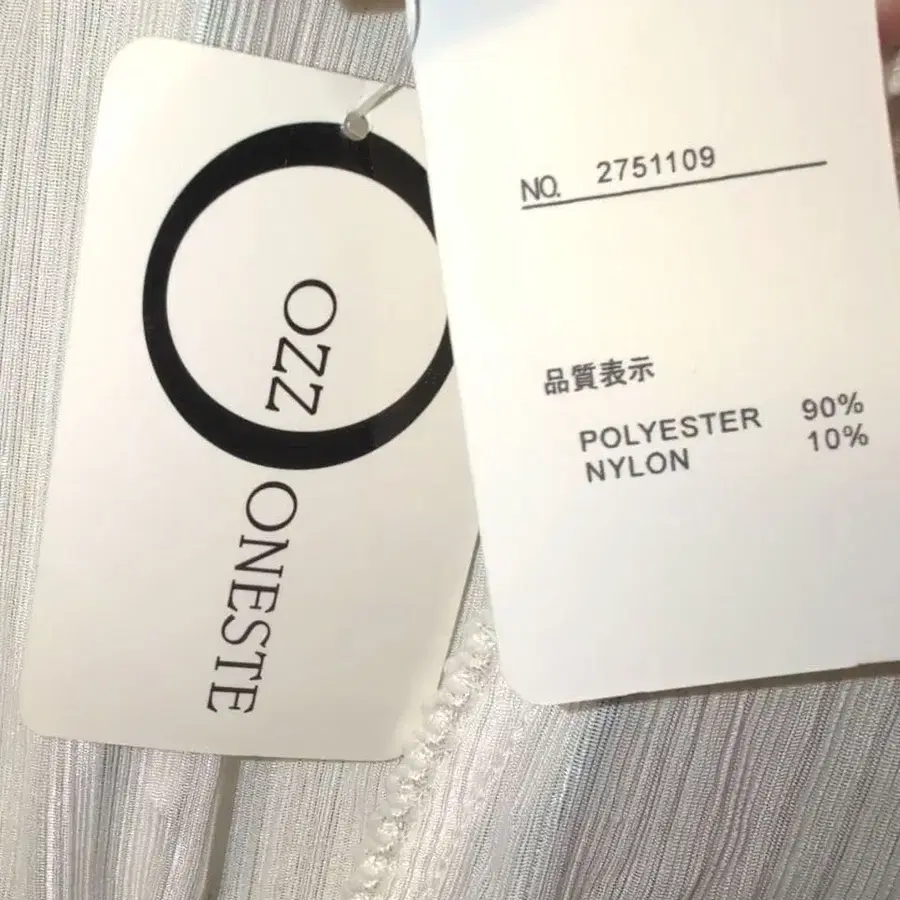 OZZ
ONESTE
NO. 2751109
品質表示
POLYESTER 90%
NYLON 10%